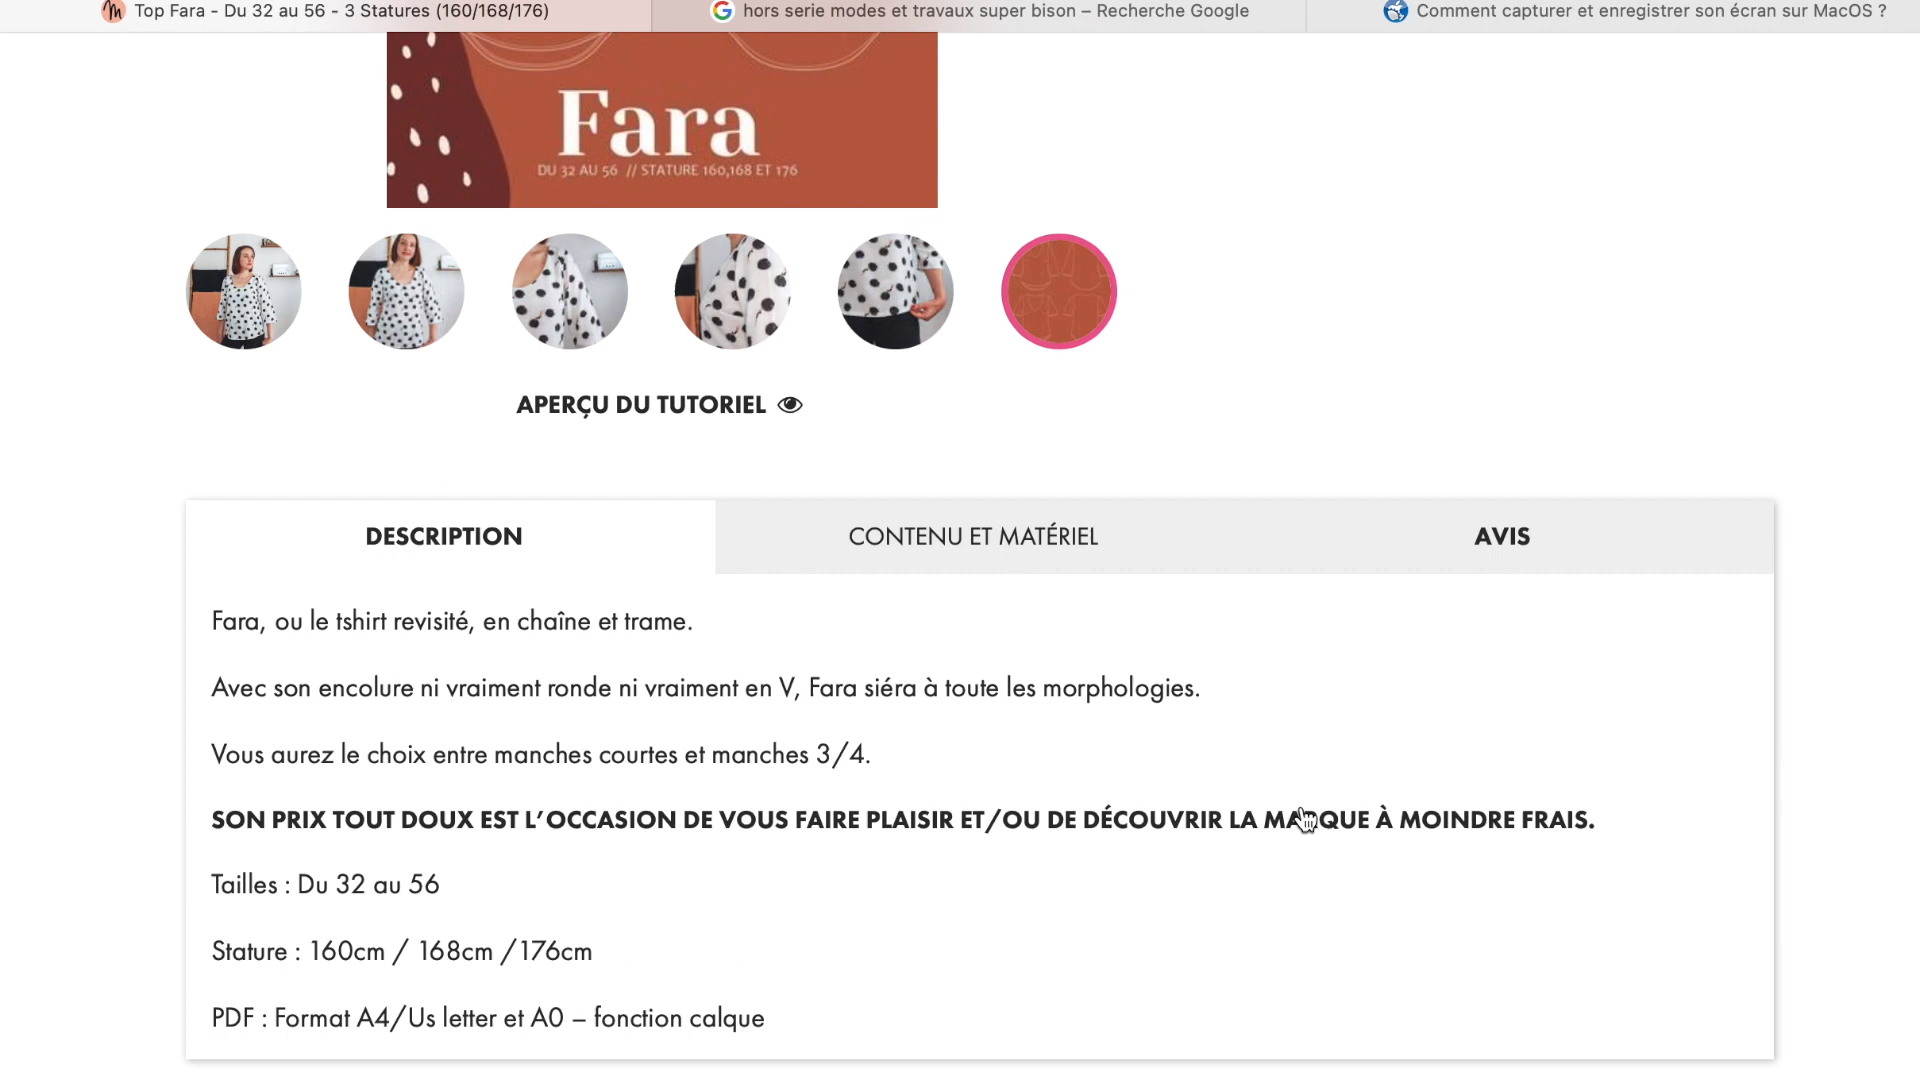 Top Fara - Du 32 au 56 - 3 Statures (160/168/176)
hors serie modes et travaux super bison – Recherche Google
Comment capturer et enregistrer son écran sur MacOS ?
Fara
DU 32 AU 56 // STATURE 160,168 ET 176
APERÇU DU TUTORIEL
DESCRIPTION
CONTENU ET MATÉRIEL
AVIS
Fara, ou le tshirt revisité, en chaîne et trame.
Avec son encolure ni vraiment ronde ni vraiment en V, Fara siéra à toute les morphologies.
Vous aurez le choix entre manches courtes et manches 3/4.
SON PRIX TOUT DOUX EST L'OCCASION DE VOUS FAIRE PLAISIR ET/OU DE DÉCOUVRIR LA MARQUE À MOINDRE FRAIS.
Tailles : Du 32 au 56
Stature : 160cm / 168cm /176cm
PDF : Format A4/Us letter et A0 – fonction calque